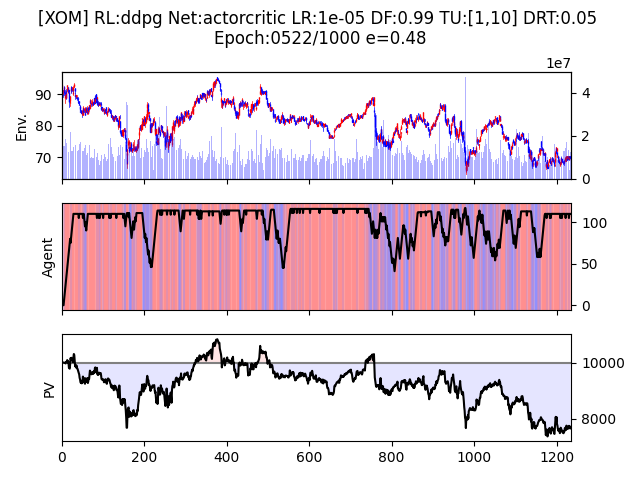 [XOM] RL:ddpg Net:actorcritic LR:1e-05 DF:0.99 TU:[1,10] DRT:0.05
Epoch:0522/1000 e=0.48
1e7
Env.
90
80
70
4
2
0
Agent
100
50
0
PV
10000
8000
0 200 400 600 800 1000 1200